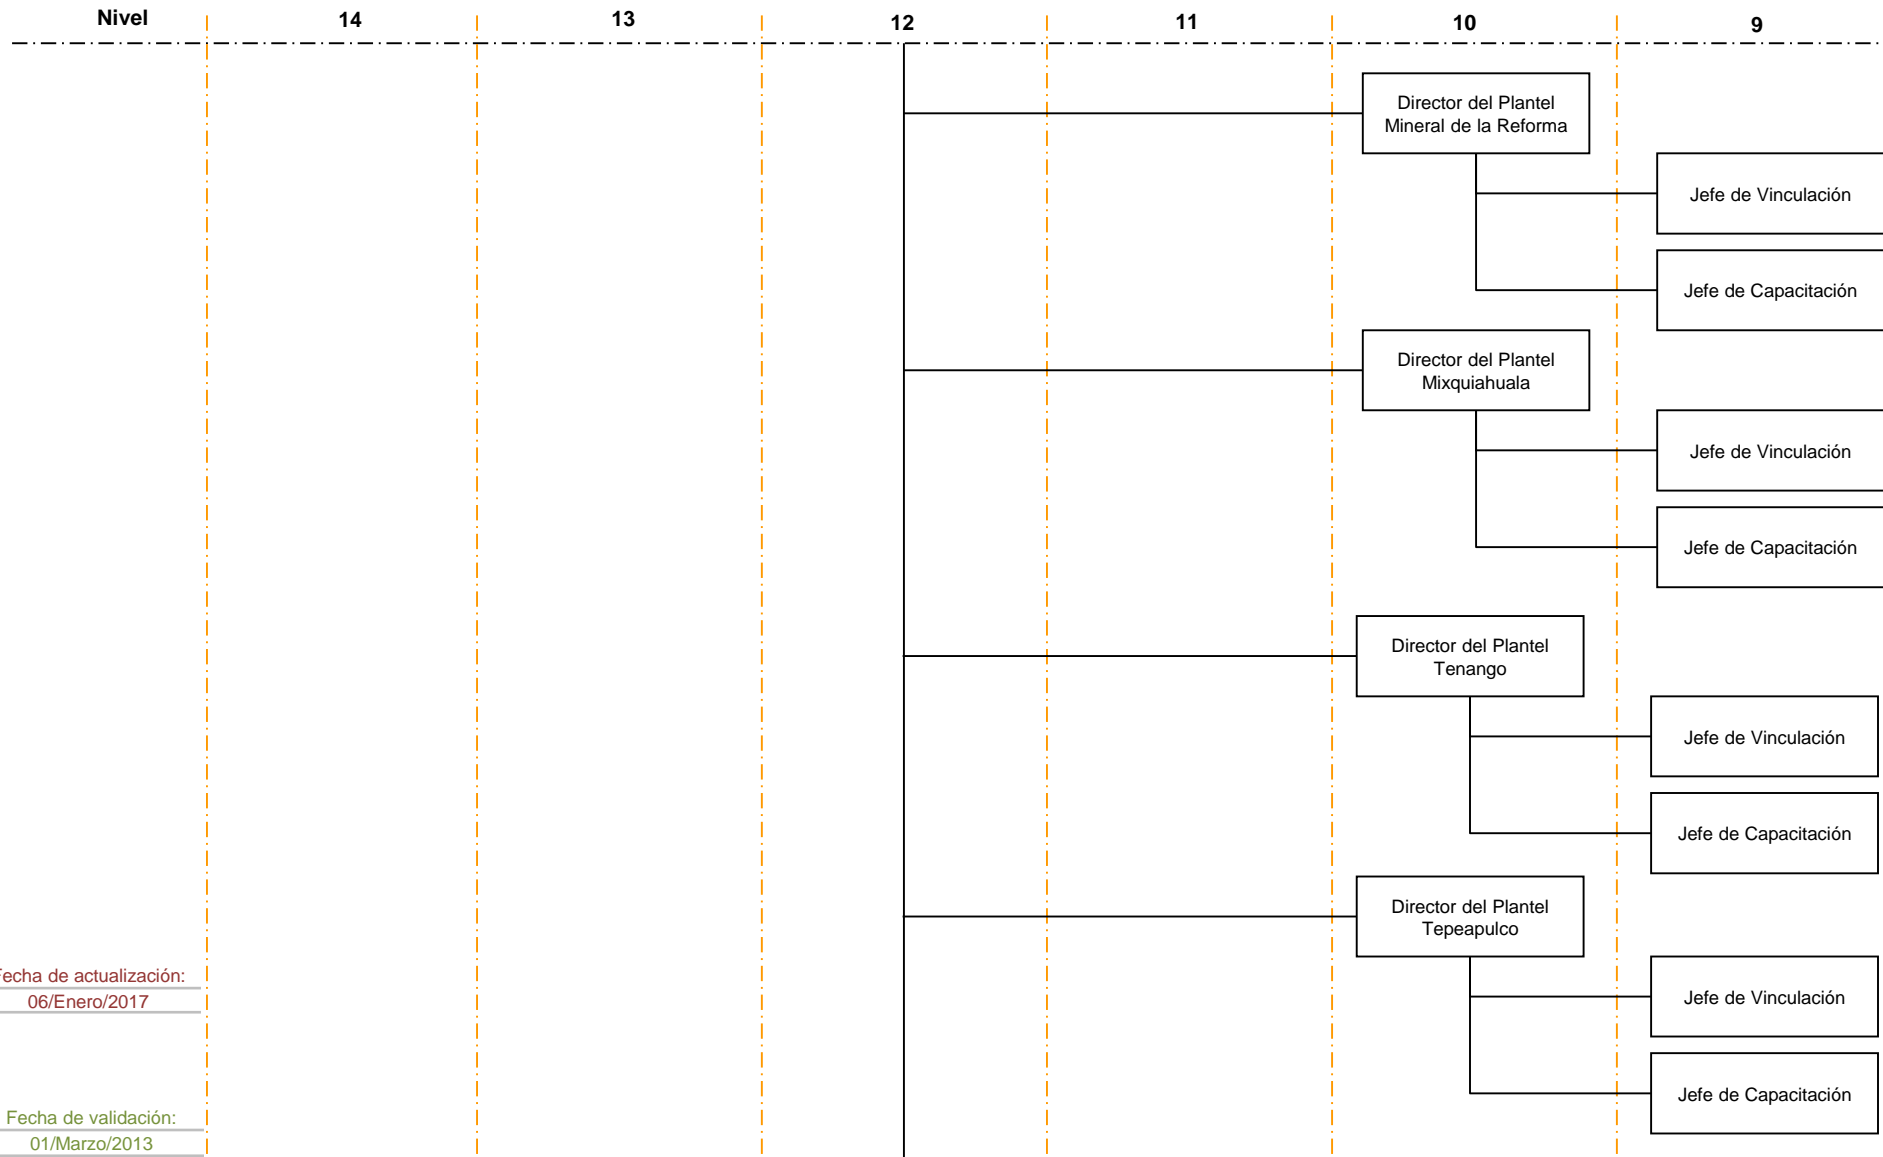 Nivel 14 13 12 11 10 9
Director del Plantel
Mineral de la Reforma
Jefe de Vinculación
Jefe de Capacitación
Director del Plantel
Mixquiahuala
Jefe de Vinculación
Jefe de Capacitación
Director del Plantel
Tenango
Jefe de Vinculación
Jefe de Capacitación
Director del Plantel
Tepeapulco
Jefe de Vinculación
Jefe de Capacitación
Fecha de actualización:
06/Enero/2017
Fecha de validación:
01/Marzo/2013